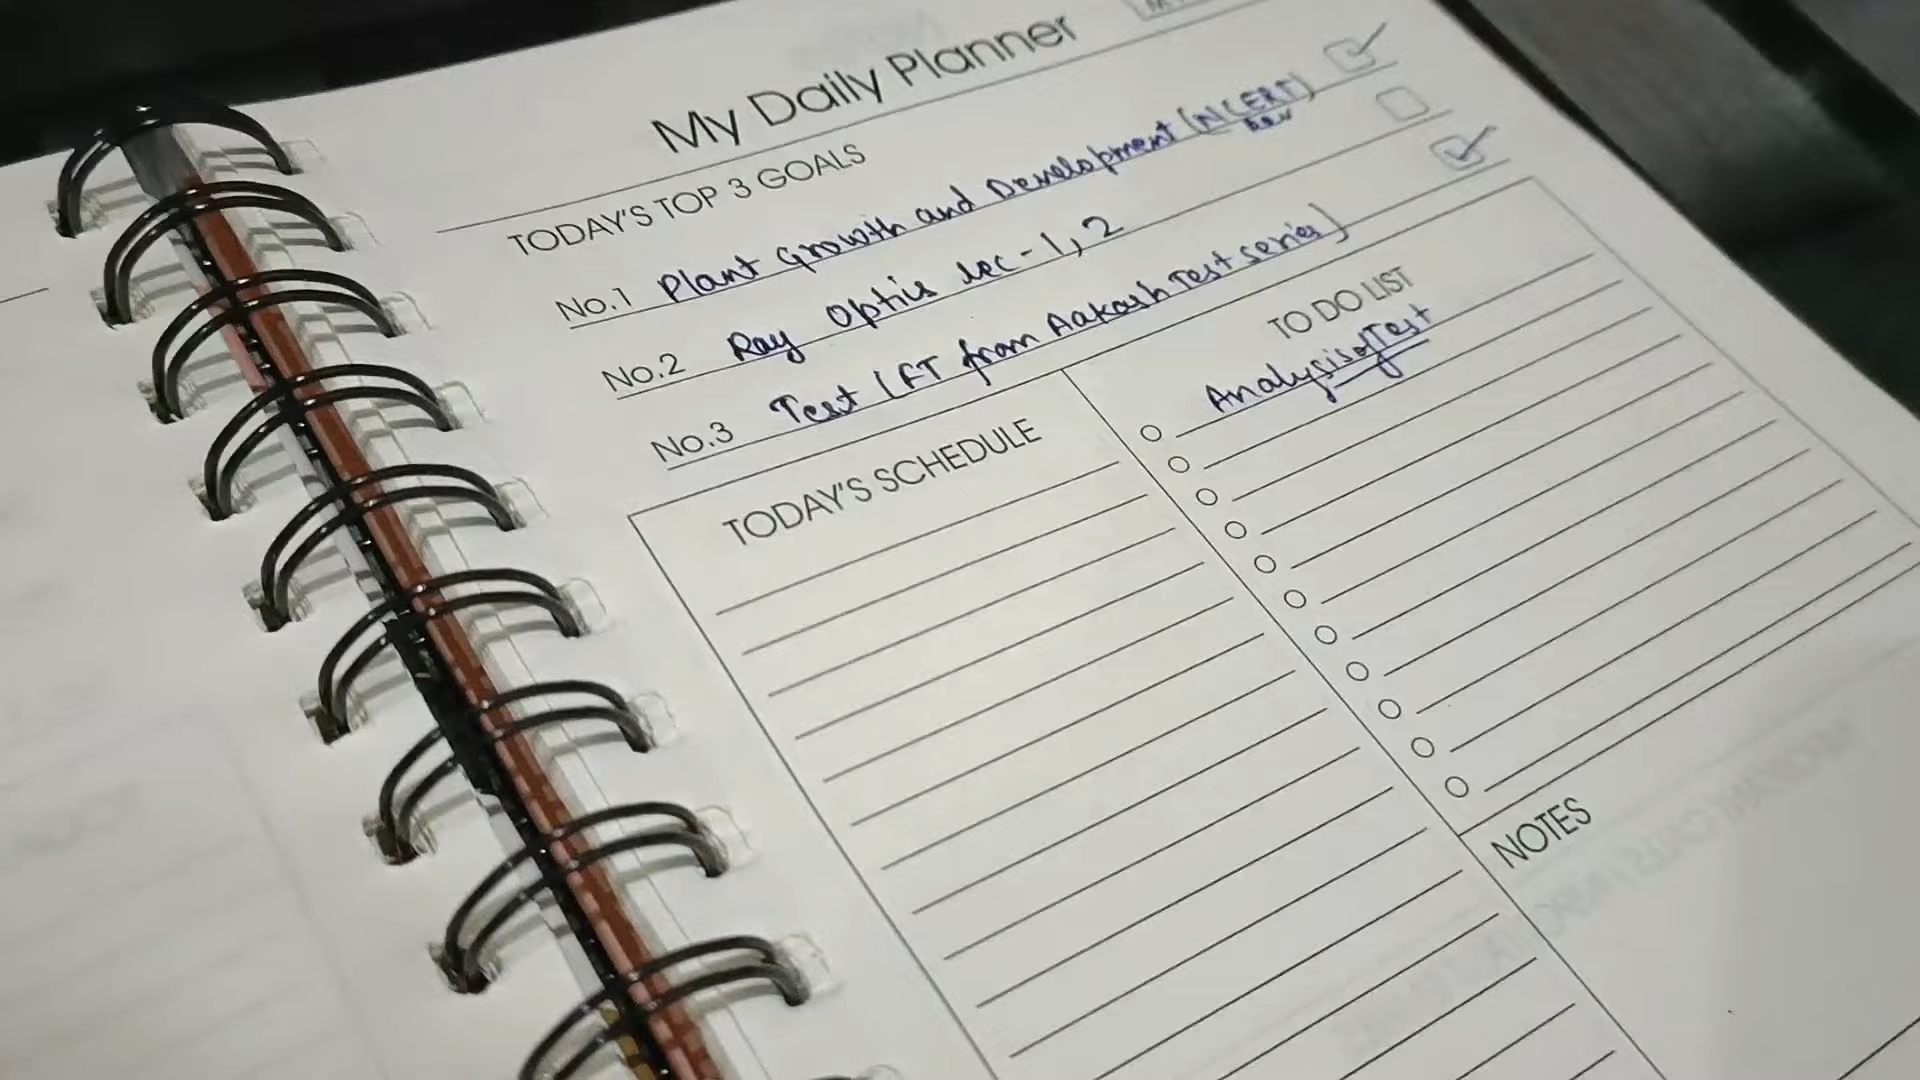 My Daily Planner
TODAY'S TOP 3 GOALS
No.1 Plant Growth and Development (NCERT)
No.2 Ray Optics Lec-1,2
No.3 Test (FT from Aakash Test series)
TODAY'S SCHEDULE
TO DO LIST
Analysis of Test
NOTES